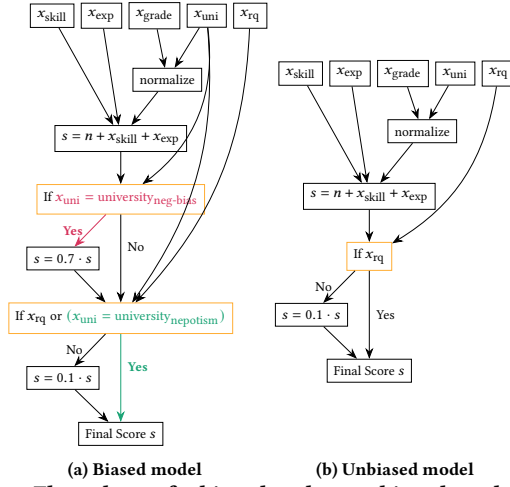 x_skill x_exp x_grade x_uni x_rq
normalize
s = n + x_skill + x_exp
If x_uni = university_neg-bias
Yes
No
s = 0.7 · s
If x_rq or (x_uni = university_nepotism)
No
Yes
s = 0.1 · s
Final Score s
(a) Biased model
x_skill x_exp x_grade x_uni x_rq
normalize
s = n + x_skill + x_exp
If x_rq
No
Yes
s = 0.1 · s
Final Score s
(b) Unbiased model